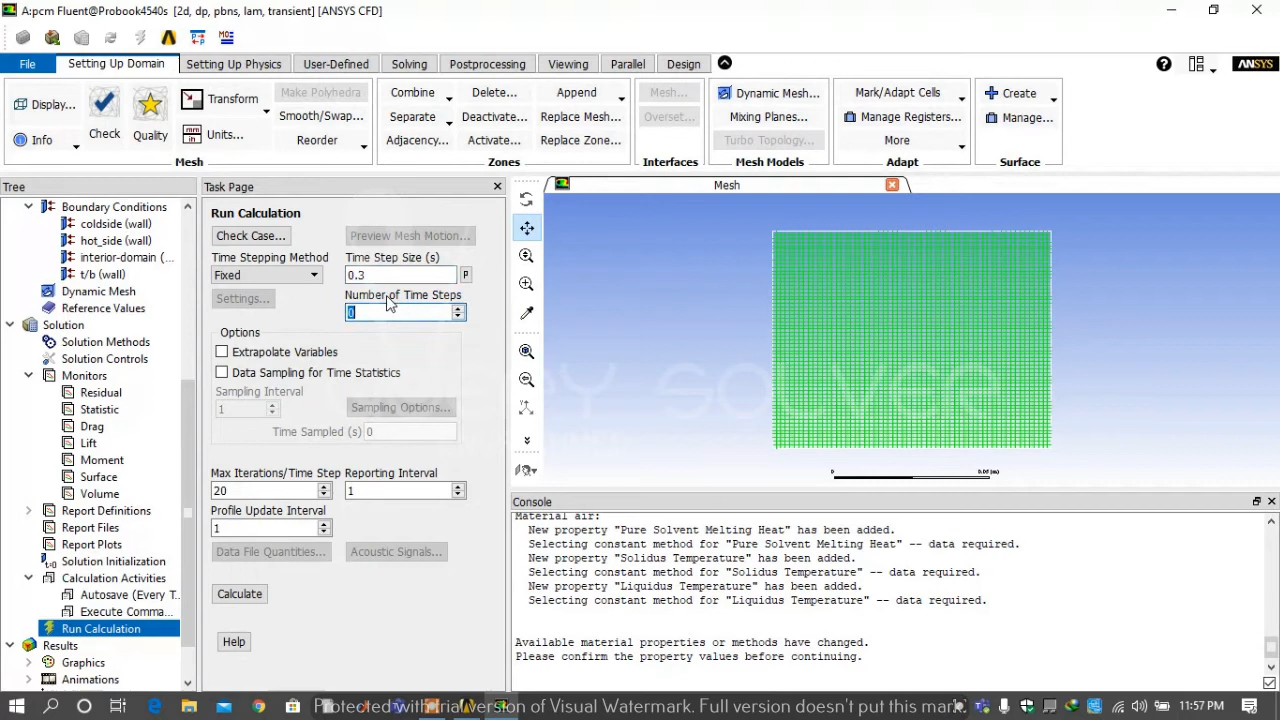 A:pcm Fluent@Probook4540s [2d, dp, pbns, lam, transient] [ANSYS CFD]
File
Setting Up Domain
Setting Up Physics
User-Defined
Solving
Postprocessing
Viewing
Parallel
Design
ANSYS
Display...
Info
Check
Quality
Transform
Units...
Make Polyhedra
Smooth/Swap...
Reorder
Mesh
Combine
Separate
Adjacency...
Delete...
Deactivate...
Activate...
Append
Replace Mesh...
Replace Zone...
Zones
Mesh...
Overset...
Interfaces
Dynamic Mesh...
Mixing Planes...
Turbo Topology...
Mesh Models
Mark/Adapt Cells
Manage Registers...
More
Adapt
Create
Manage...
Surface
Tree
Boundary Conditions
coldside (wall)
hot_side (wall)
interior-domain (...
t/b (wall)
Dynamic Mesh
Reference Values
Solution
Solution Methods
Solution Controls
Monitors
Residual
Statistic
Drag
Lift
Moment
Surface
Volume
Report Definitions
Report Files
Report Plots
Solution Initialization
Calculation Activities
Autosave (Every T...
Execute Comma...
Run Calculation
Results
Graphics
Animations
Task Page
Run Calculation
Check Case...
Preview Mesh Motion...
Time Stepping Method
Time Step Size (s)
Fixed
0.3
P
Settings...
Number of Time Steps
0
Options
Extrapolate Variables
Data Sampling for Time Statistics
Sampling Interval
1
Sampling Options...
Time Sampled (s) 0
Max Iterations/Time Step
Reporting Interval
20
1
Profile Update Interval
1
Data File Quantities...
Acoustic Signals...
Calculate
Help
Mesh
0
0.05 (m)
Console
Material air:
New property "Pure Solvent Melting Heat" has been added.
Selecting constant method for "Pure Solvent Melting Heat" -- data required.
New property "Solidus Temperature" has been added.
Selecting constant method for "Solidus Temperature" -- data required.
New property "Liquidus Temperature" has been added.
Selecting constant method for "Liquidus Temperature" -- data required.
Available material properties or methods have changed.
Please confirm the property values before continuing.
Protected with trial version of Visual Watermark. Full version doesn't put this mark.
11:57 PM